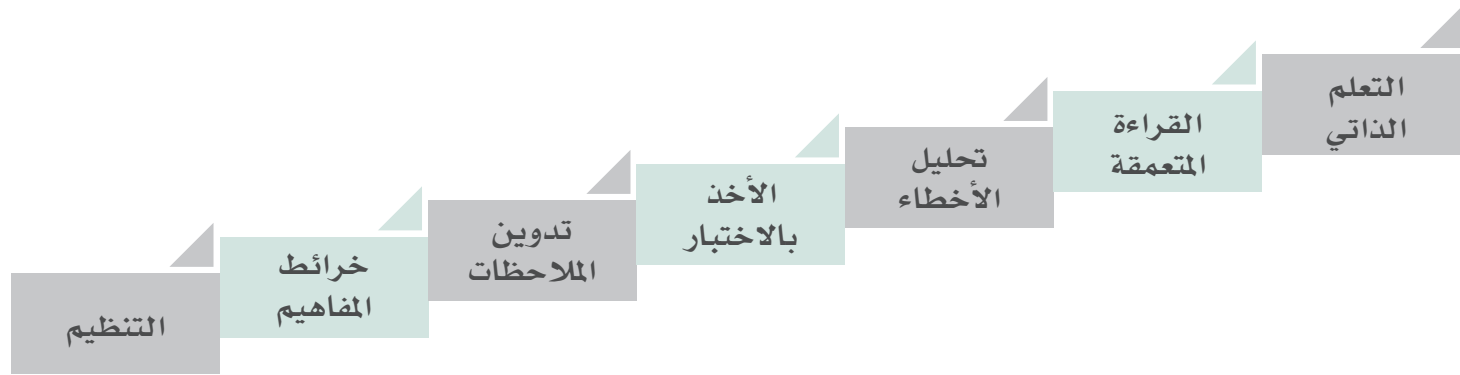 التعلم
الذاتي
القراءة
المتعمقة
تحليل
الأخطاء
الأخذ
بالاختبار
تدوين
الملاحظات
خرائط
المفاهيم
التنظيم